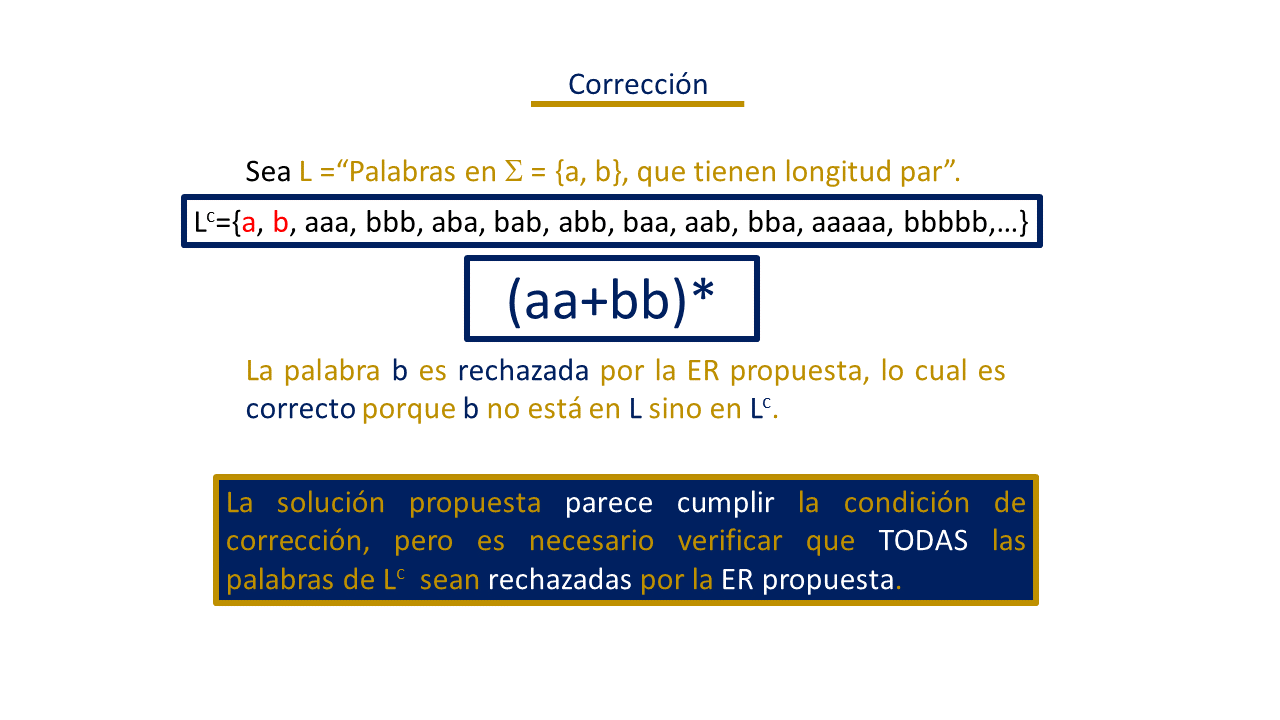 Corrección
Sea L =“Palabras en Σ = {a, b}, que tienen longitud par”.
Lᶜ={a, b, aaa, bbb, aba, bab, abb, baa, aab, bba, aaaaa, bbbbb,...}
(aa+bb)*
La palabra b es rechazada por la ER propuesta, lo cual es
correcto porque b no está en L sino en Lᶜ.
La solución propuesta parece cumplir la condición de
corrección, pero es necesario verificar que TODAS las
palabras de Lᶜ sean rechazadas por la ER propuesta.